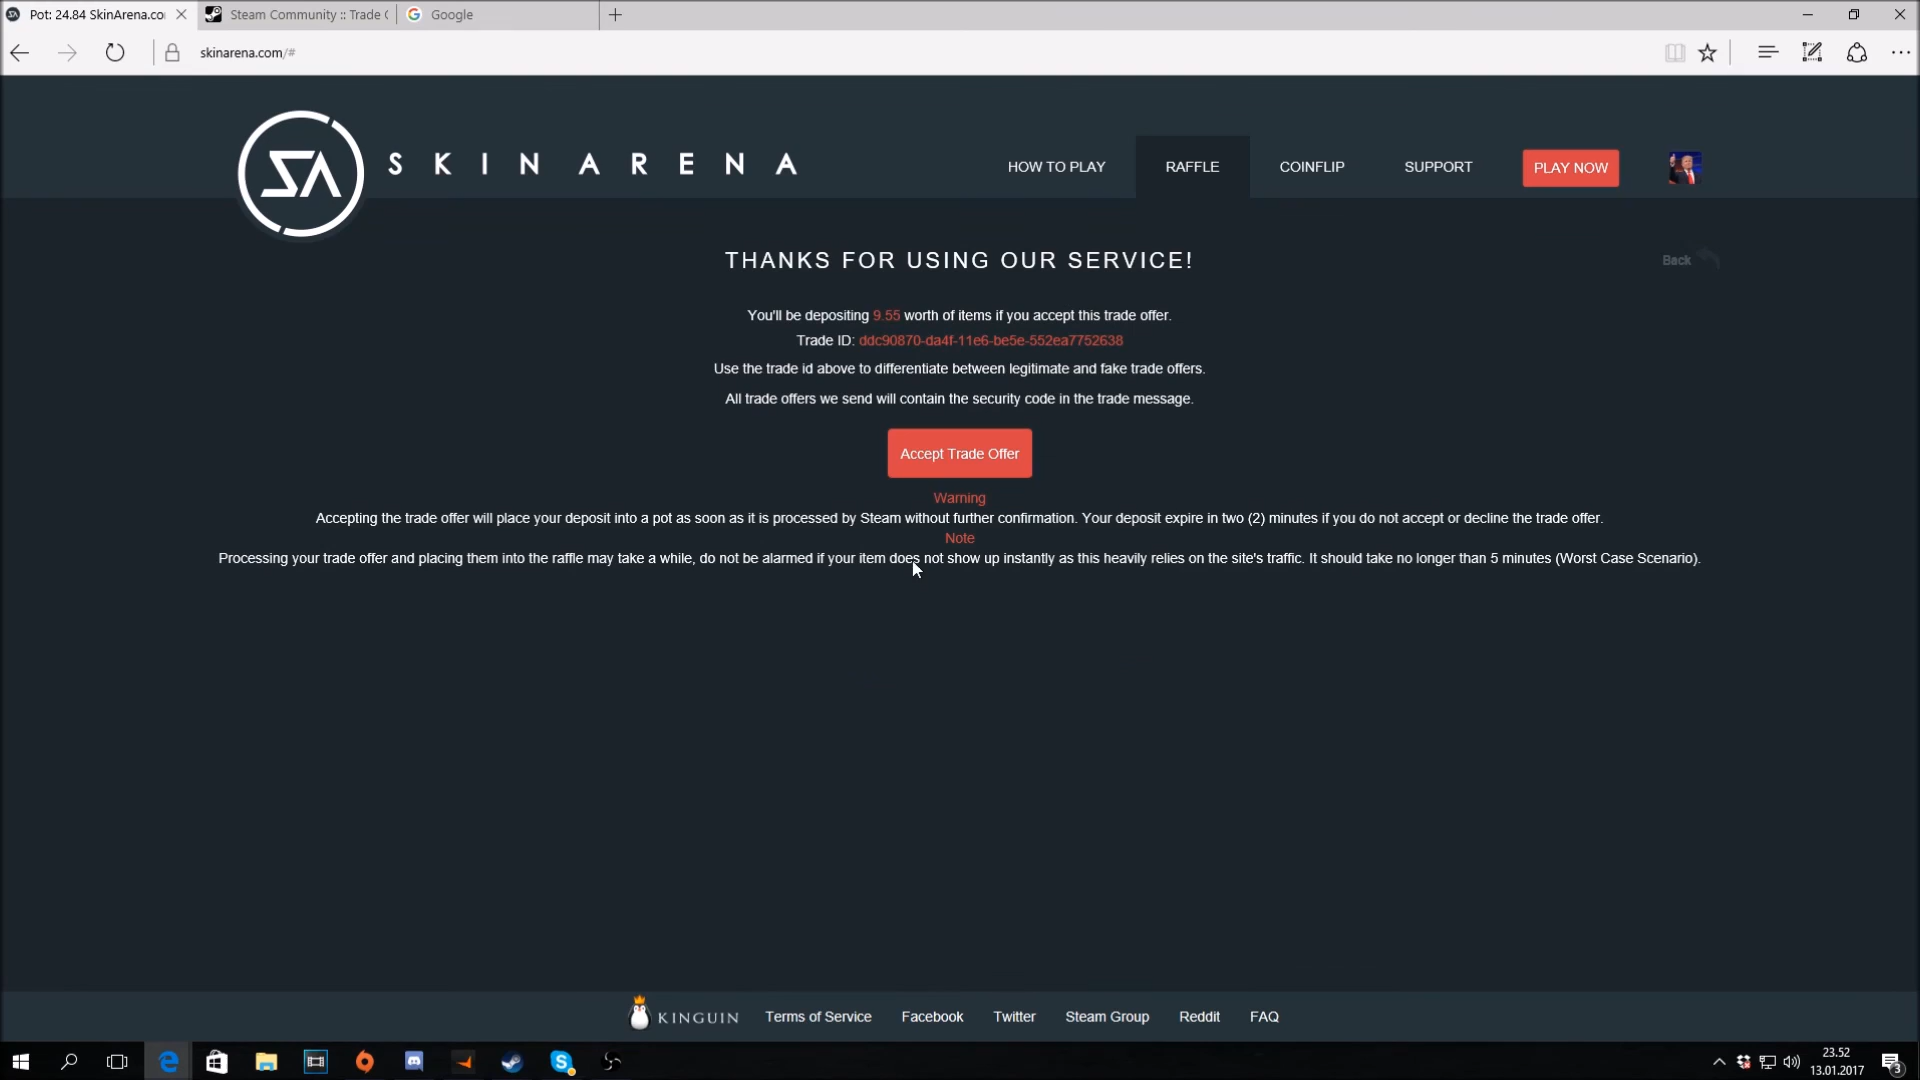 Pot: 24.84 SkinArena.co
Steam Community :: Trade
Google
skinarena.com/#
SA
SKINARENA
HOW TO PLAY
RAFFLE
COINFLIP
SUPPORT
PLAY NOW
THANKS FOR USING OUR SERVICE!
Back
You'll be depositing 9.55 worth of items if you accept this trade offer.
Trade ID: ddc90870-da4f-11e6-be5e-552ea7752638
Use the trade id above to differentiate between legitimate and fake trade offers.
All trade offers we send will contain the security code in the trade message.
Accept Trade Offer
Warning
Accepting the trade offer will place your deposit into a pot as soon as it is processed by Steam without further confirmation. Your deposit expire in two (2) minutes if you do not accept or decline the trade offer.
Note
Processing your trade offer and placing them into the raffle may take a while, do not be alarmed if your item does not show up instantly as this heavily relies on the site's traffic. It should take no longer than 5 minutes (Worst Case Scenario).
KINGUIN
Terms of Service
Facebook
Twitter
Steam Group
Reddit
FAQ
23.52
13.01.2017
3